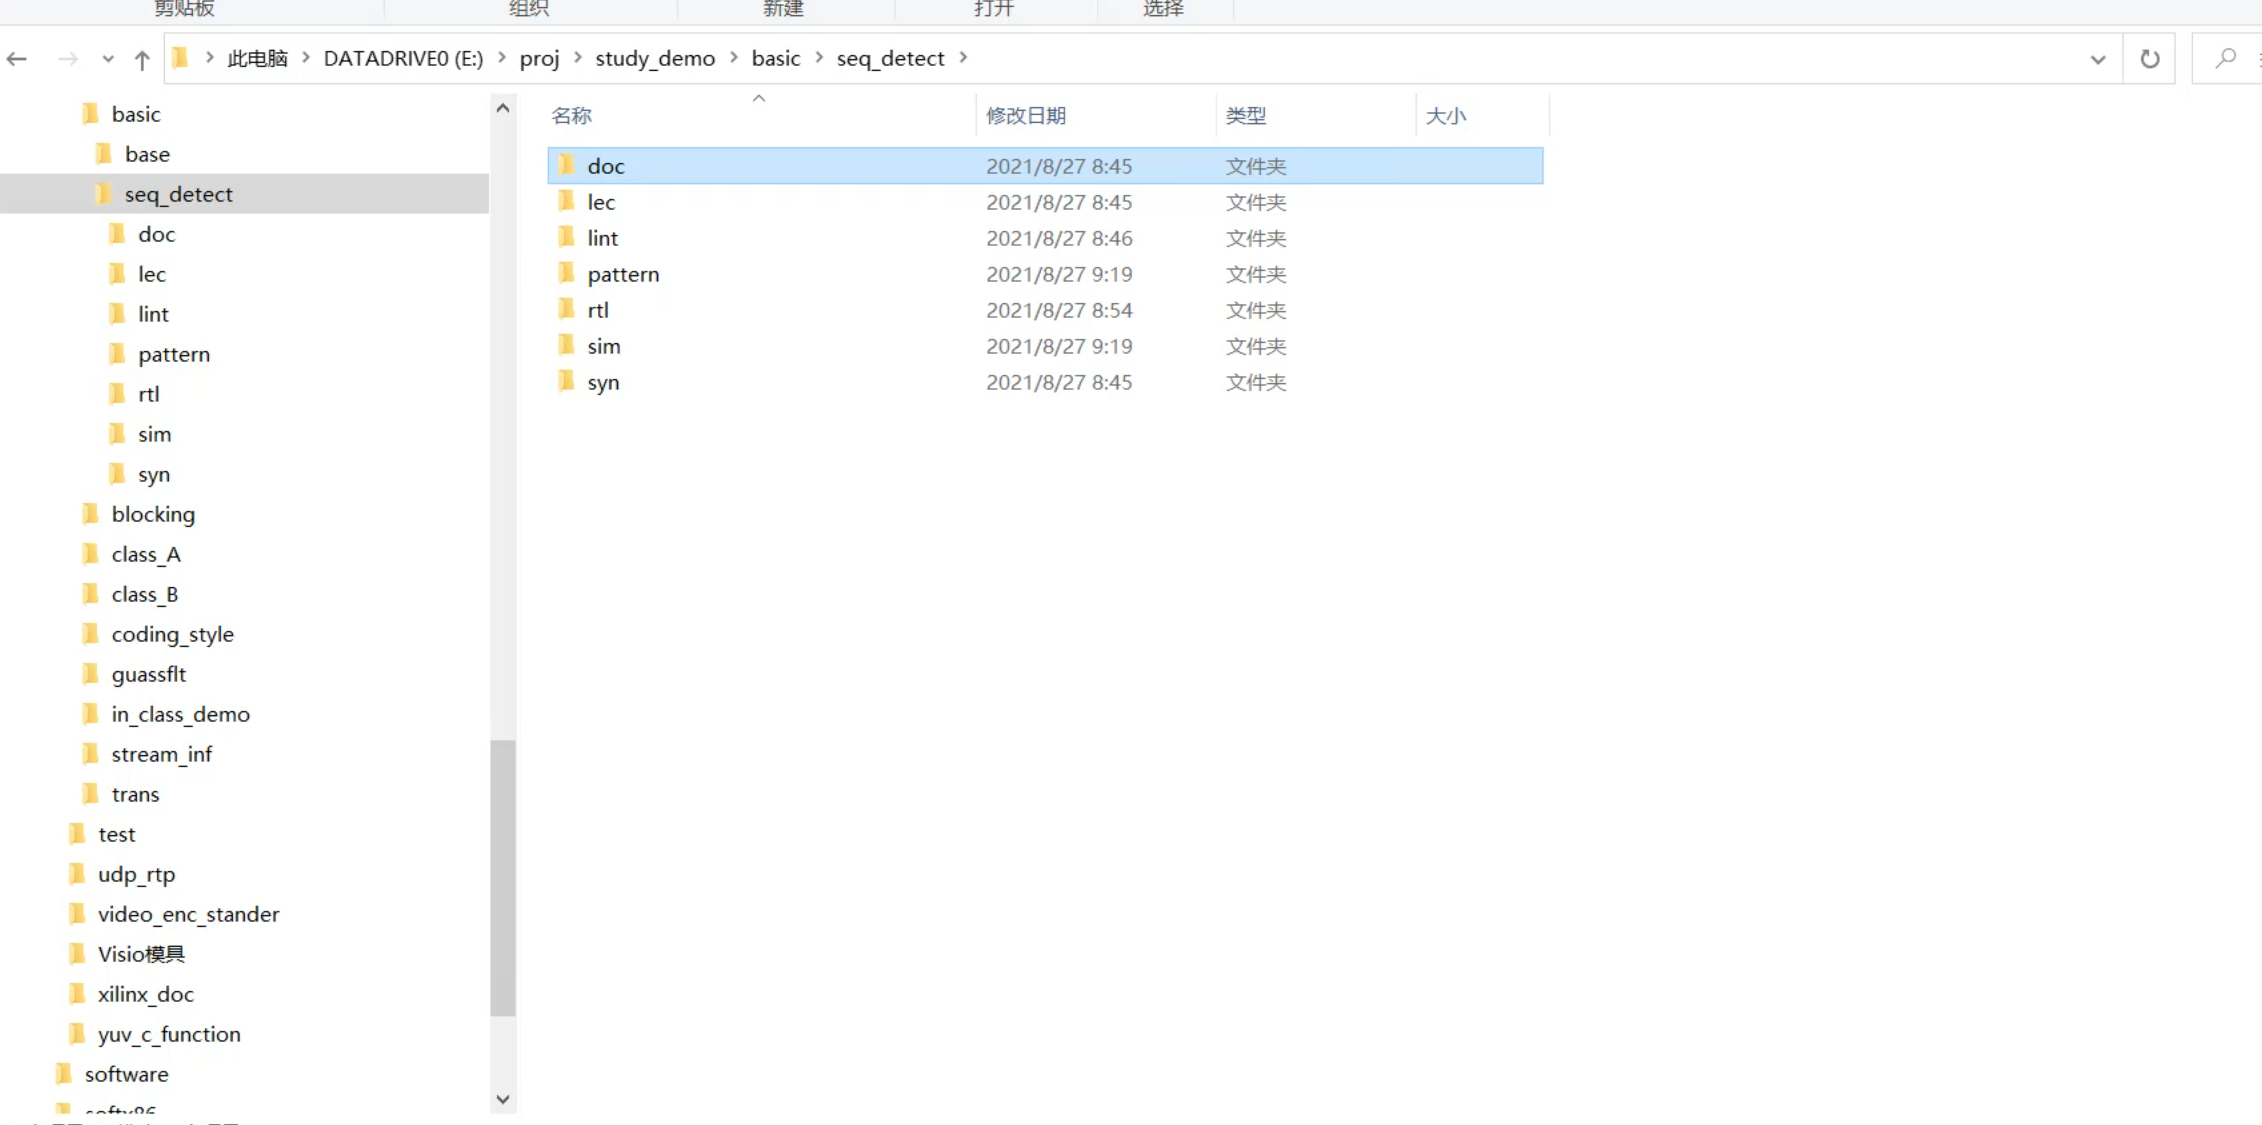 剪贴板 组织 新建 打开 选择
此电脑 DATADRIVE0 (E:) proj study_demo basic seq_detect
名称 修改日期 类型 大小
basic
base
seq_detect
doc
lec
lint
pattern
rtl
sim
syn
blocking
class_A
class_B
coding_style
guassflt
in_class_demo
stream_inf
trans
test
udp_rtp
video_enc_stander
Visio模具
xilinx_doc
yuv_c_function
software
softx86
doc 2021/8/27 8:45 文件夹
lec 2021/8/27 8:45 文件夹
lint 2021/8/27 8:46 文件夹
pattern 2021/8/27 9:19 文件夹
rtl 2021/8/27 8:54 文件夹
sim 2021/8/27 9:19 文件夹
syn 2021/8/27 8:45 文件夹